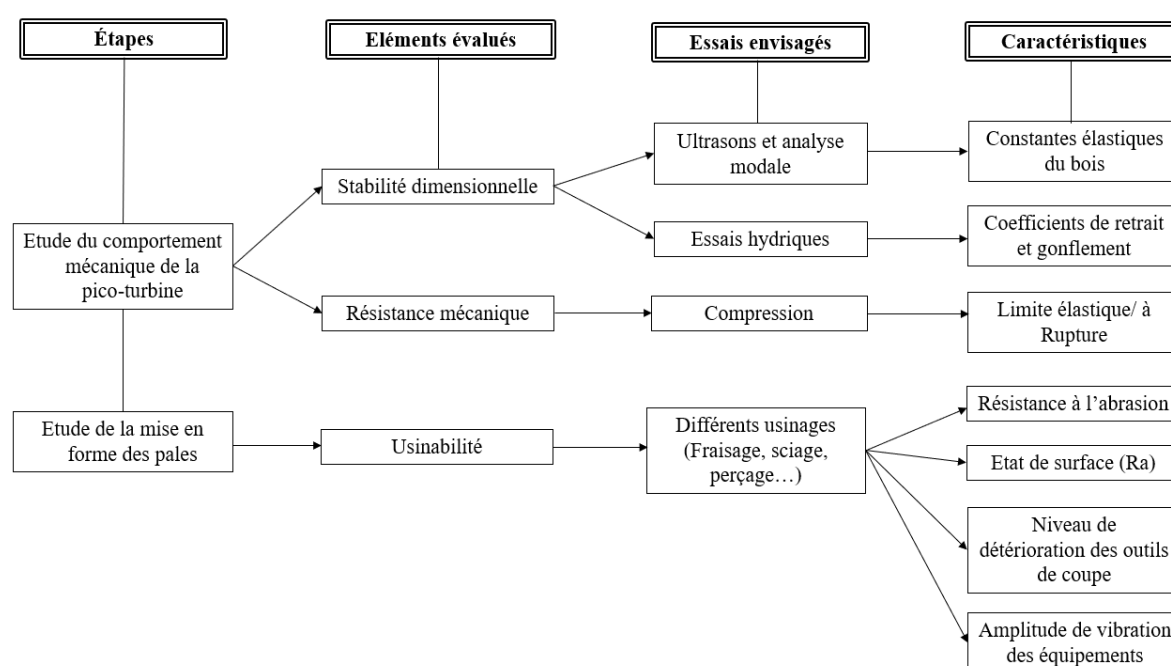 Étapes
Eléments évalués
Essais envisagés
Caractéristiques
Ultrasons et analyse
modale
Constantes élastiques
du bois
Stabilité dimensionnelle
Etude du comportement
mécanique de la
pico-turbine
Essais hydriques
Coefficients de retrait
et gonflement
Résistance mécanique
Compression
Limite élastique/ à
Rupture
Etude de la mise en
forme des pales
Usinabilité
Différents usinages
(Fraisage, sciage,
perçage…)
Résistance à l’abrasion
Etat de surface (Ra)
Niveau de
détérioration des outils
de coupe
Amplitude de vibration
des équipements